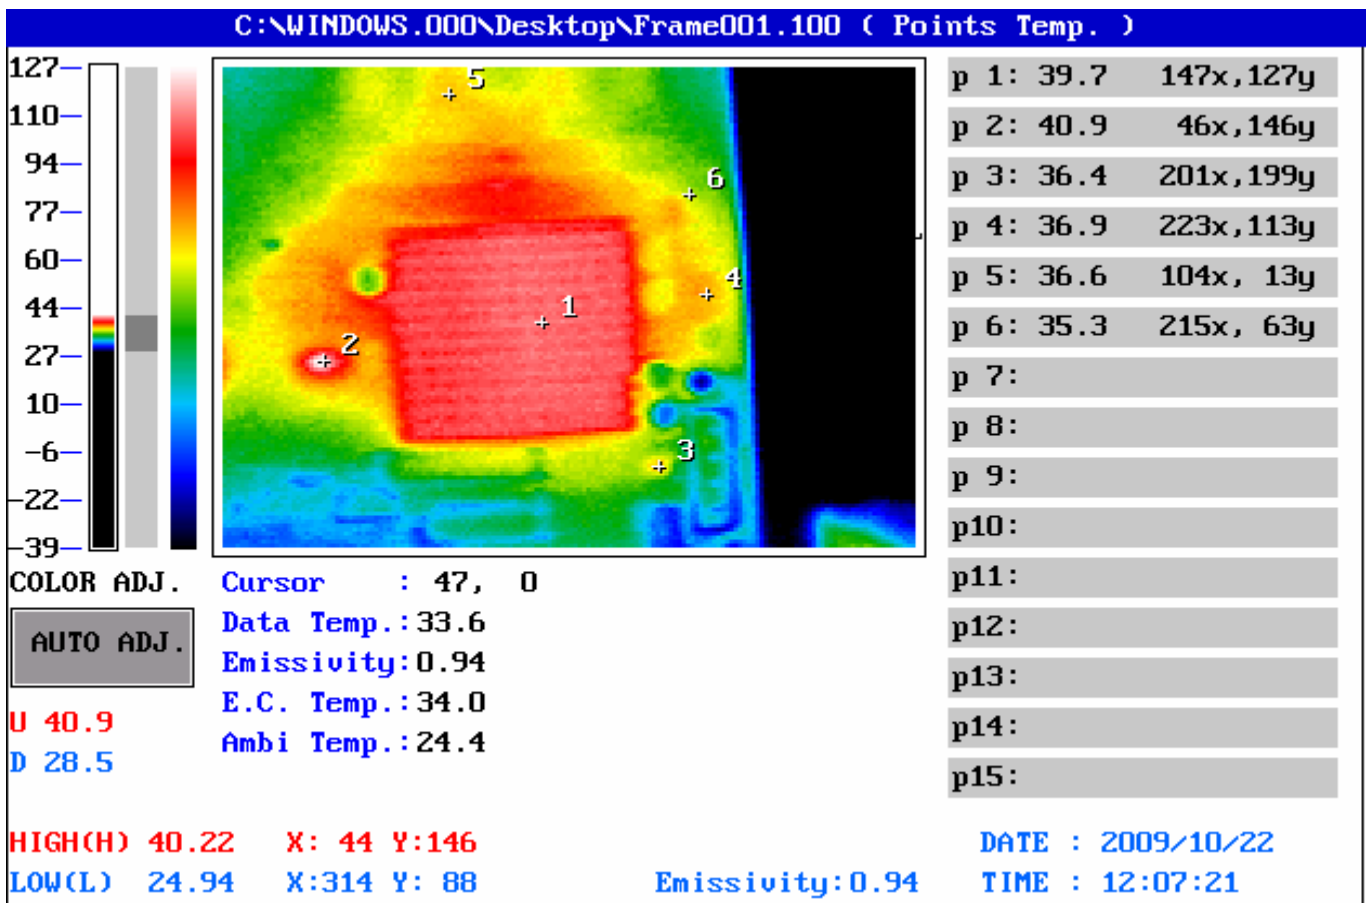 C:\WINDOWS.000\Desktop\Frame001.100 ( Points Temp. )
127
110
94
77
60
44
27
10
-6
-22
-39
COLOR ADJ.
AUTO ADJ.
U 40.9
D 28.5
5
6
4
1
2
3
Cursor : 47, 0
Data Temp.:33.6
Emissivity:0.94
E.C. Temp.:34.0
Ambi Temp.:24.4
p 1: 39.7 147x,127y
p 2: 40.9 46x,146y
p 3: 36.4 201x,199y
p 4: 36.9 223x,113y
p 5: 36.6 104x, 13y
p 6: 35.3 215x, 63y
p 7:
p 8:
p 9:
p10:
p11:
p12:
p13:
p14:
p15:
HIGH(H) 40.22 X: 44 Y:146
LOW(L) 24.94 X:314 Y: 88
Emissivity:0.94
DATE : 2009/10/22
TIME : 12:07:21